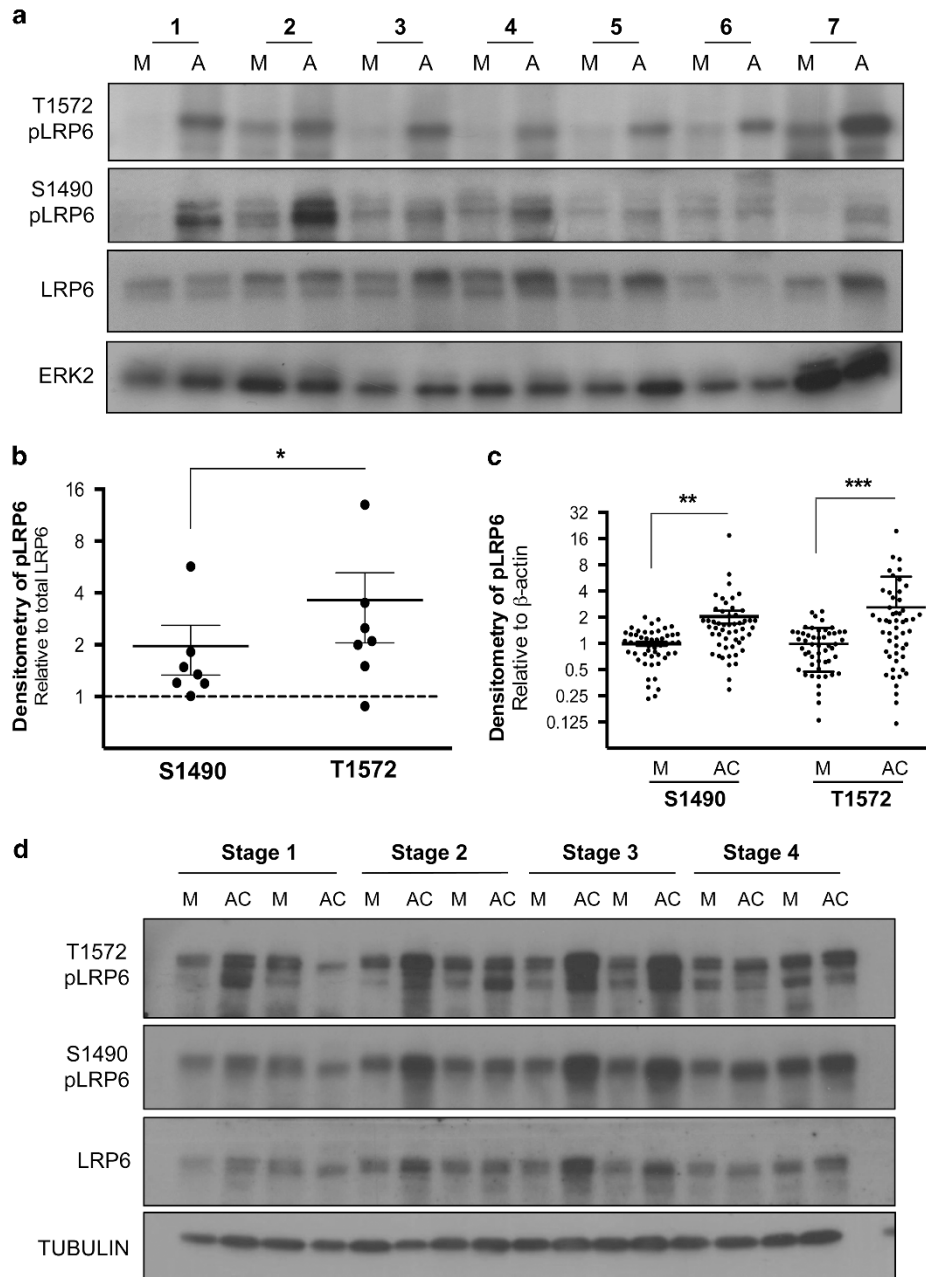 a
1 2 3 4 5 6 7
M A M A M A M A M A M A M A
T1572
pLRP6
S1490
pLRP6
LRP6
ERK2
b
*
Densitometry of pLRP6
Relative to total LRP6
16
8
4
2
1
S1490 T1572
c
** ***
Densitometry of pLRP6
Relative to β-actin
32
16
8
4
2
1
0.5
0.25
0.125
M AC M AC
S1490 T1572
d
Stage 1 Stage 2 Stage 3 Stage 4
M AC M AC M AC M AC M AC M AC M AC M AC
T1572
pLRP6
S1490
pLRP6
LRP6
TUBULIN